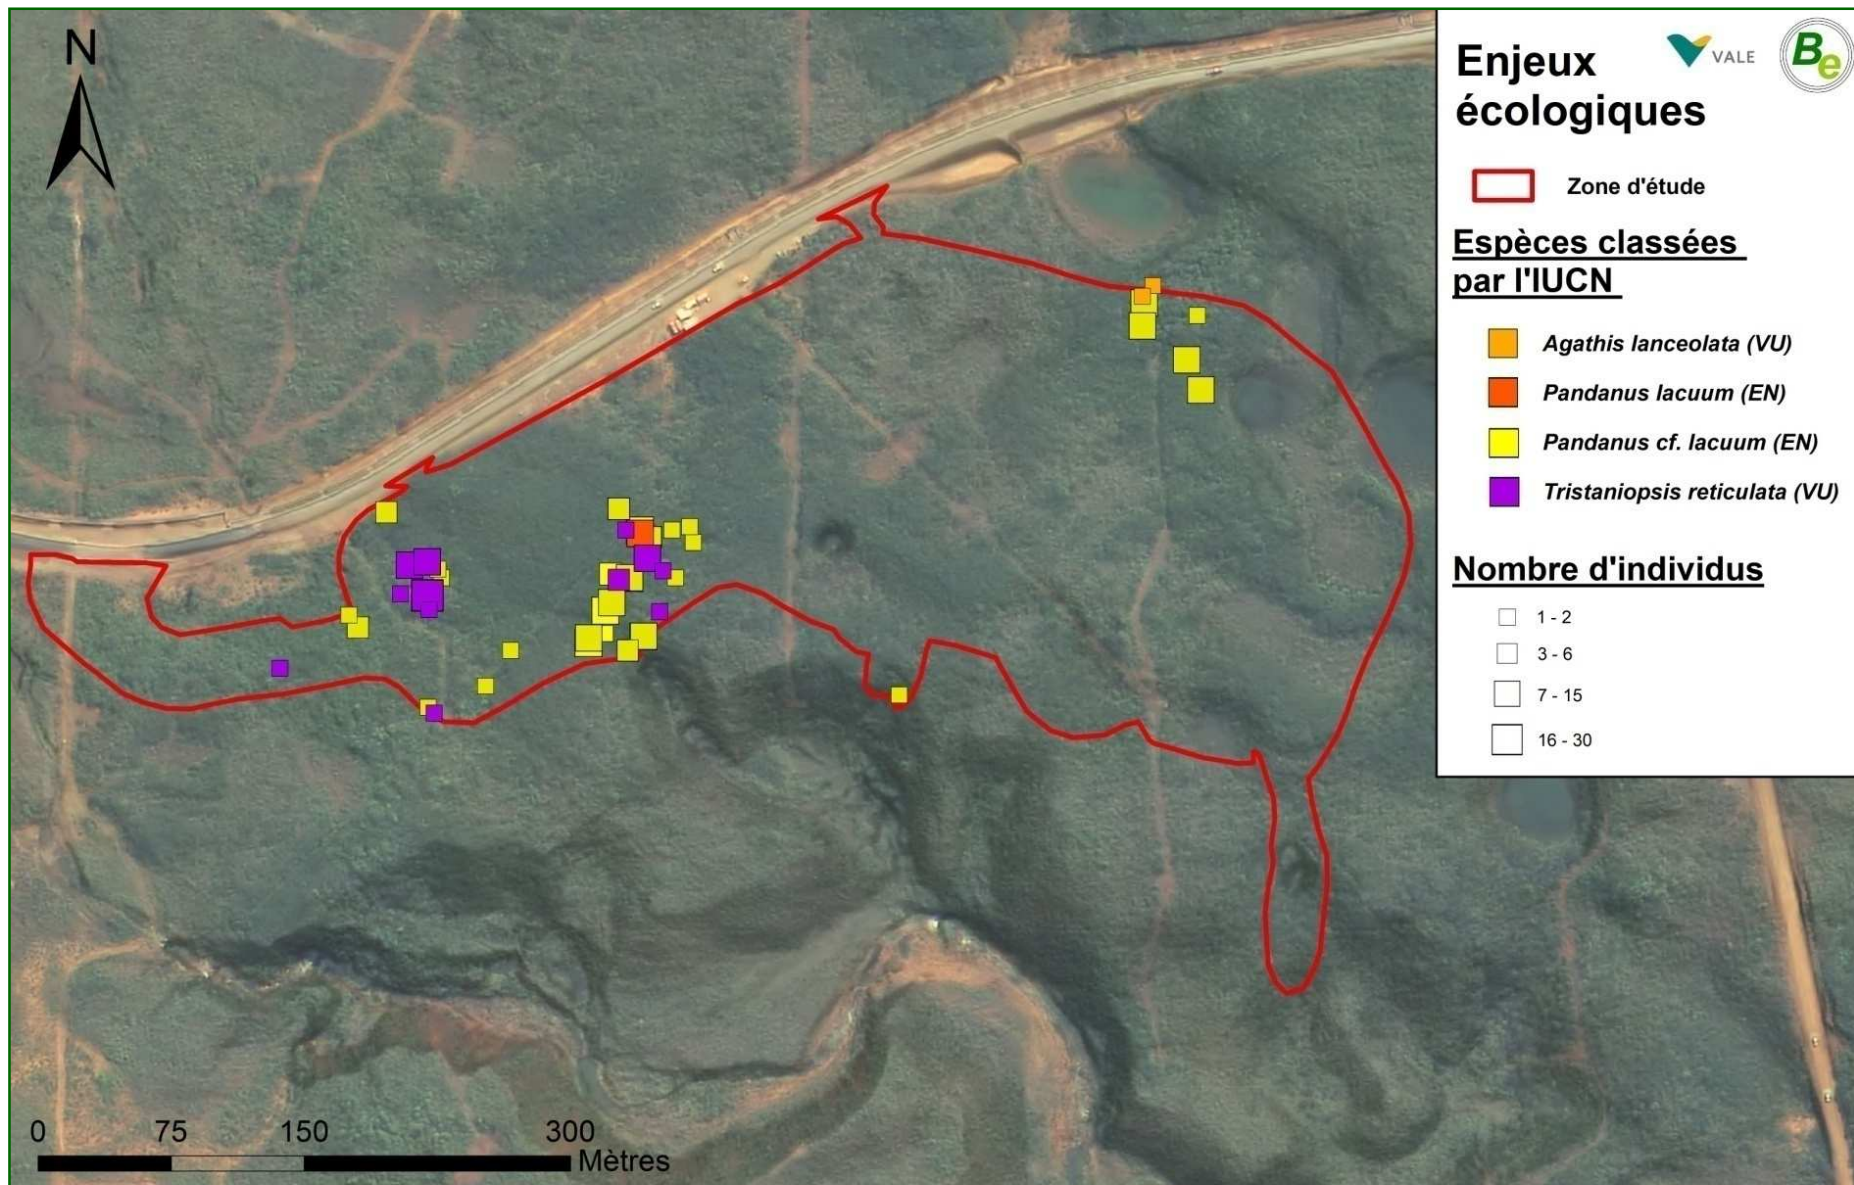 N
Enjeux
écologiques
VALE
Be
Zone d'étude
Espèces classées
par l'IUCN
Agathis lanceolata (VU)
Pandanus lacuum (EN)
Pandanus cf. lacuum (EN)
Tristaniopsis reticulata (VU)
Nombre d'individus
1 - 2
3 - 6
7 - 15
16 - 30
0 75 150 300
Mètres